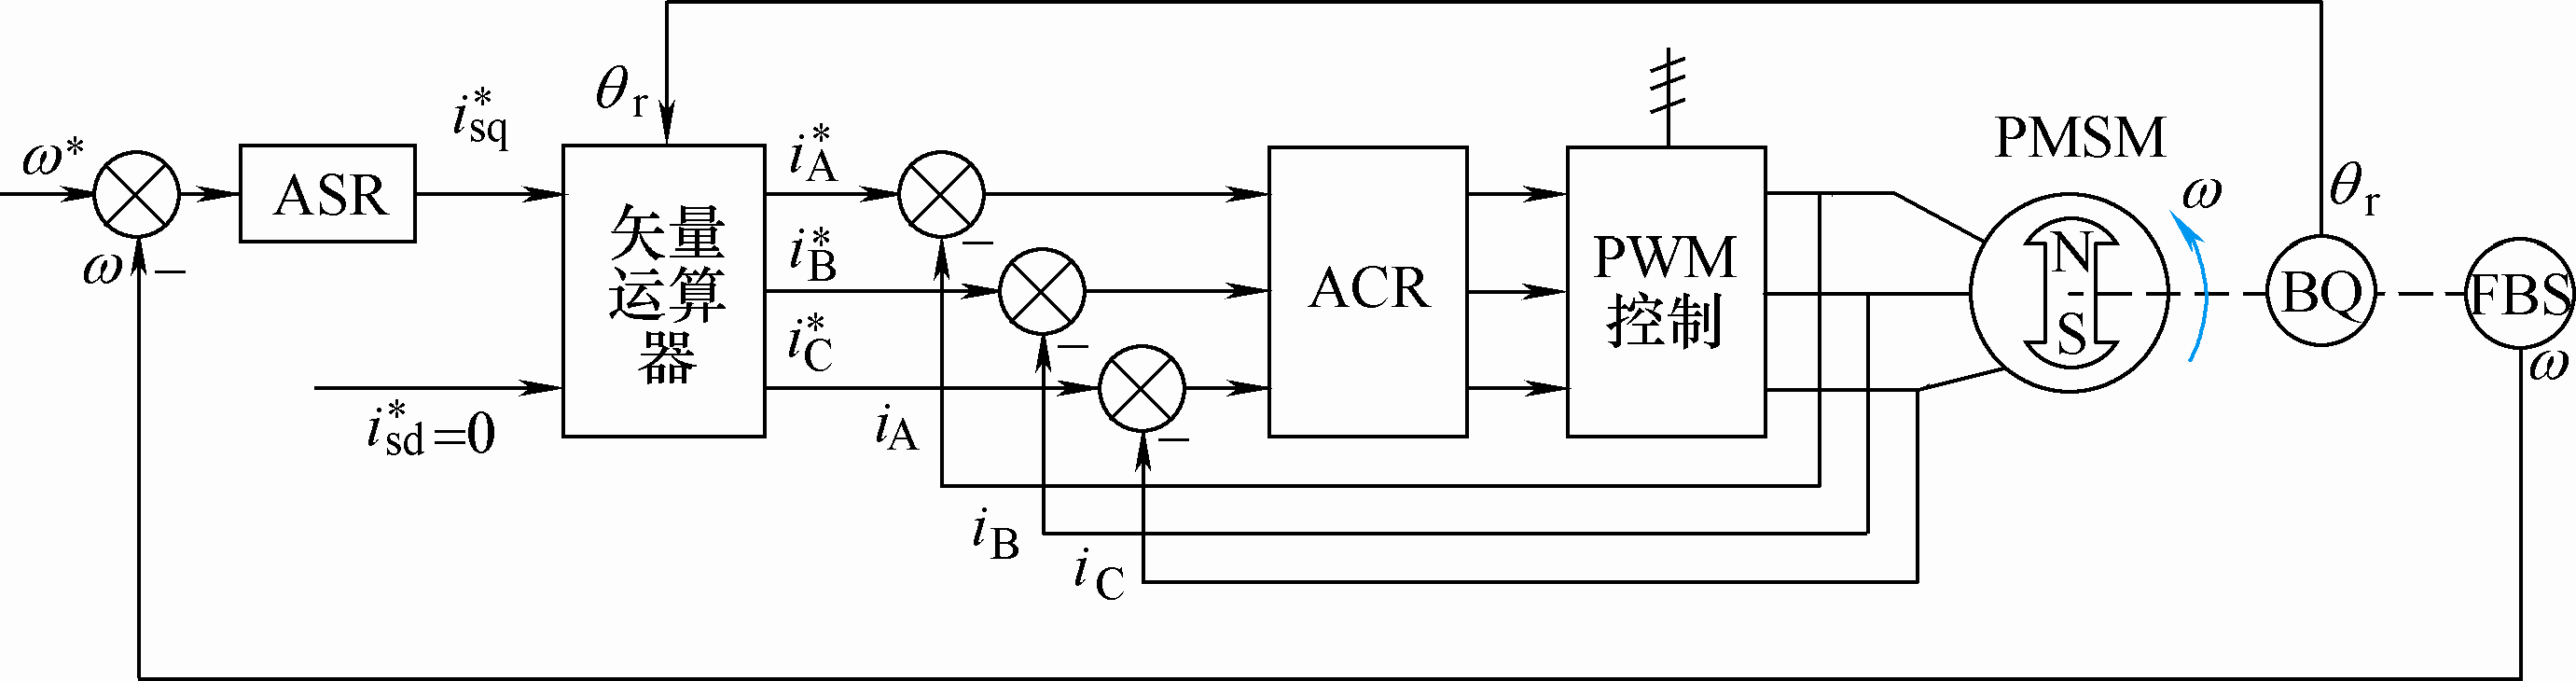 θr
ω*
ω
−
ASR
i*sq
i*sd=0
θr
矢量
运算
器
i*A
i*B
i*C
−
−
−
iA
iB
iC
ACR
PWM
控制
PMSM
N
S
ω
BQ
FBS
ω